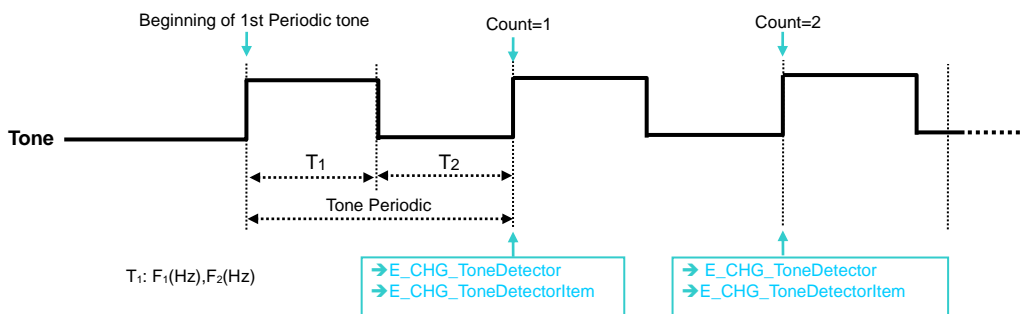 Beginning of 1st Periodic tone
Count=1
Count=2
Tone
T1
T2
Tone Periodic
T1: F1(Hz),F2(Hz)
➔E_CHG_ToneDetector
➔E_CHG_ToneDetectorItem
➔ E_CHG_ToneDetector
➔E_CHG_ToneDetectorItem